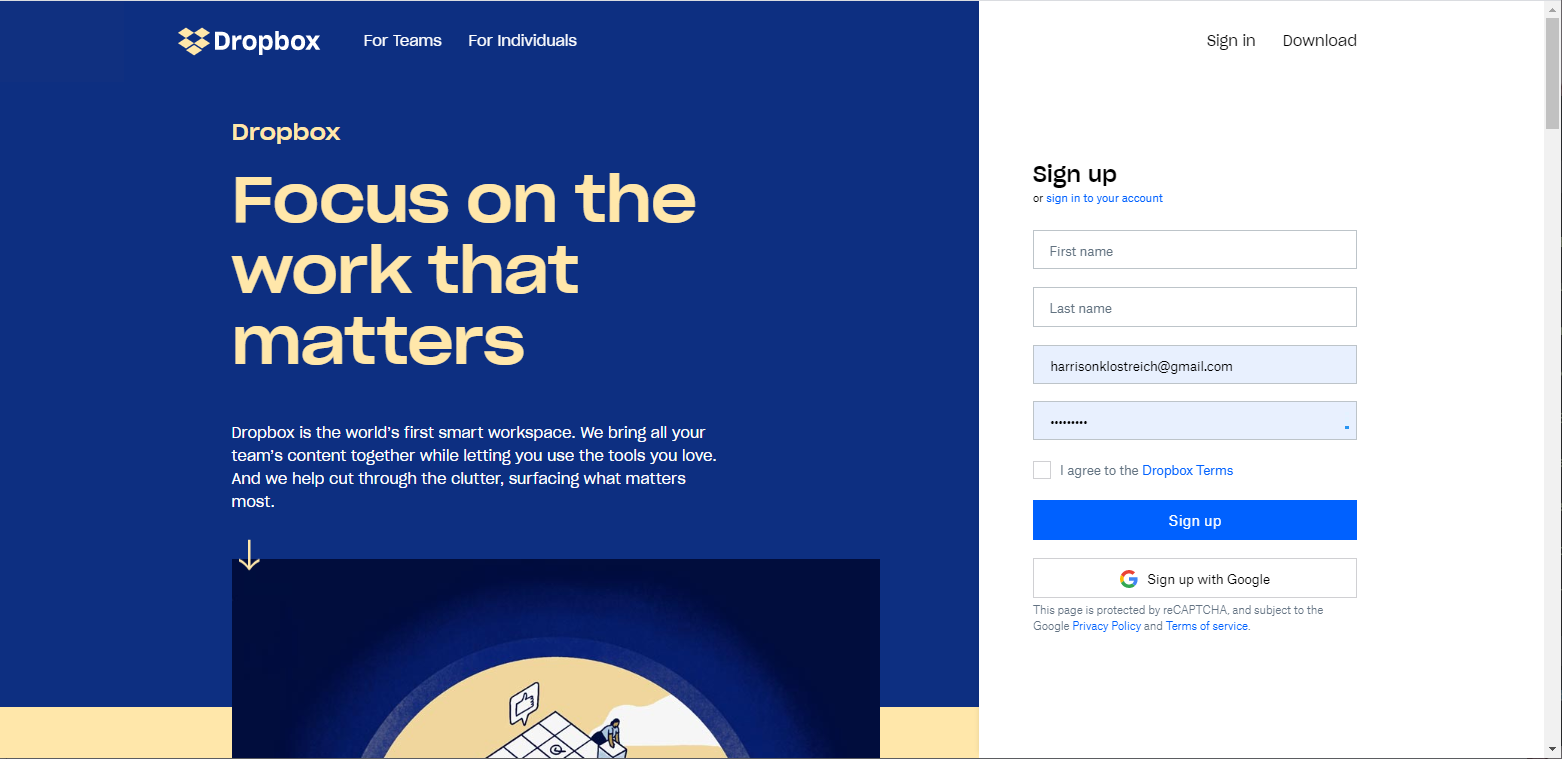 Dropbox
For Teams
For Individuals
Sign in
Download
Dropbox
Focus on the
work that
matters
Dropbox is the world's first smart workspace. We bring all your
team's content together while letting you use the tools you love.
And we help cut through the clutter, surfacing what matters
most.
Sign up
or sign in to your account
First name
Last name
harrisonklostreich@gmail.com
•••••••••
I agree to the Dropbox Terms
Sign up
Sign up with Google
This page is protected by reCAPTCHA, and subject to the
Google Privacy Policy and Terms of service.